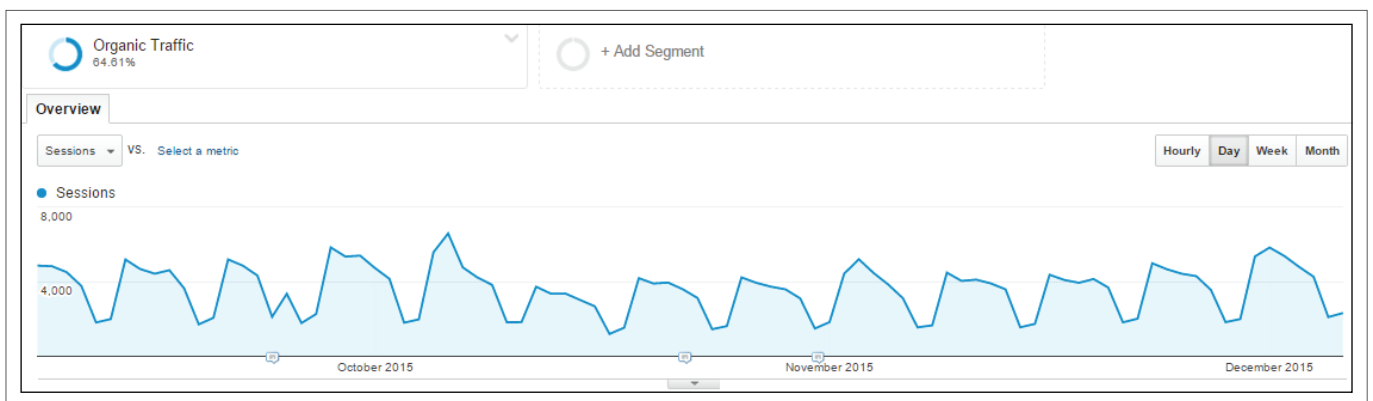 Organic Traffic
64.61%
+ Add Segment
Overview
Sessions VS. Select a metric
Hourly Day Week Month
Sessions
8,000
4,000
October 2015 November 2015 December 2015